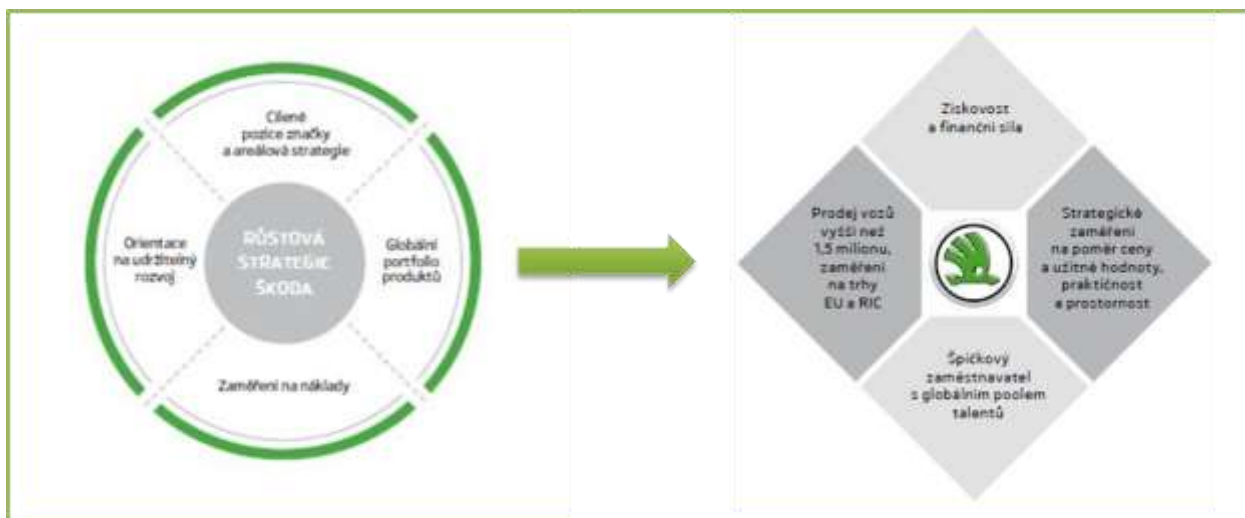 Cílené
pozice značky
a areálová strategie
Orientace
na udržitelný
rozvoj
RŮSTOVÁ
STRATEGIE
ŠKODA
Globální
portfolio
produktů
Zaměření na náklady
Ziskovost
a finanční síla
Prodej vozů
vyšší než
1,5 milionu,
zaměření
na trhy
EU a RIC
Strategické
zaměření
na poměr ceny
a užitné hodnoty,
praktičnost
a prostornost
Špičkový
zaměstnavatel
s globálním poolem
talentů